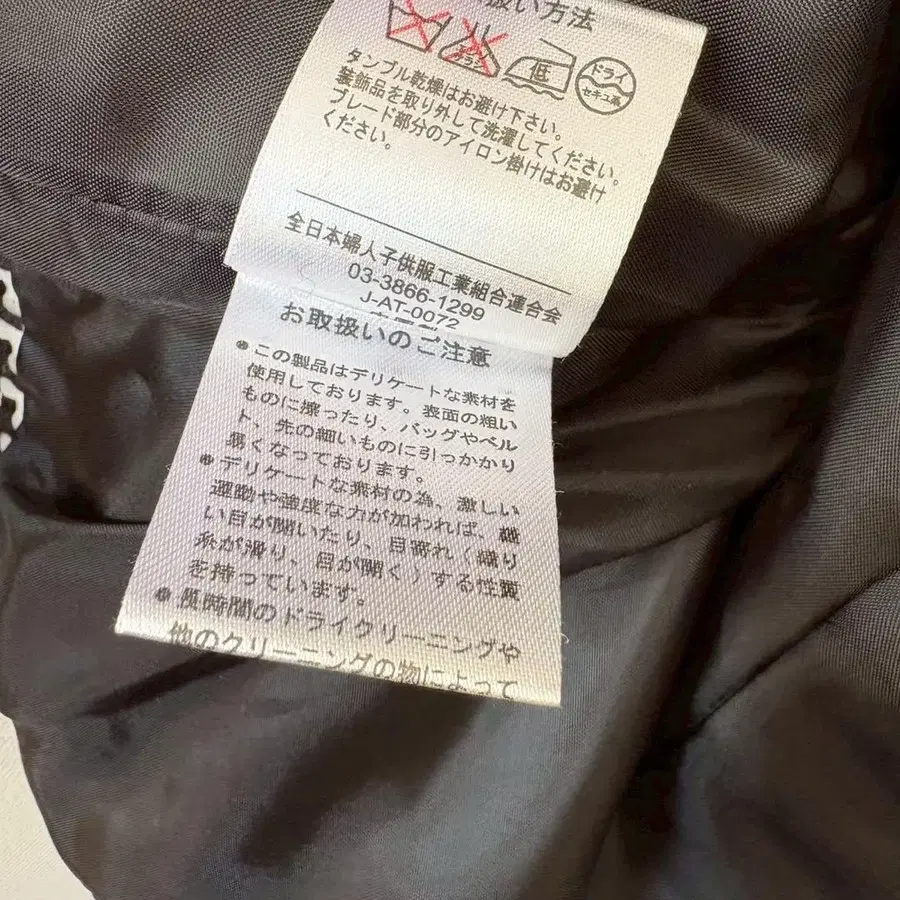 扱い方法
エンソ
サラシ
低
ドライ
セキユ系
タンブル乾燥はお避け下さい。
装飾品を取り外して洗濯してください。
ブレード部分のアイロン掛けはお避け
ください。
全日本婦人子供服工業組合連合会
03-3866-1299
J-AT-0072
お取扱いのご注意
● この製品はデリケートな素材を
使用しております。表面の粗い
ものに擦ったり、バッグやベル
ト、先の細いものに引っかかり
易くなっております。
● デリケートな素材の為、激しい
運動や強度な力が加われば、縫
い目が開いたり、目寄れ（織り
糸が滑り、目が開く）する性質
を持っています。
● 長時間のドライクリーニングや
他のクリーニングの物によって